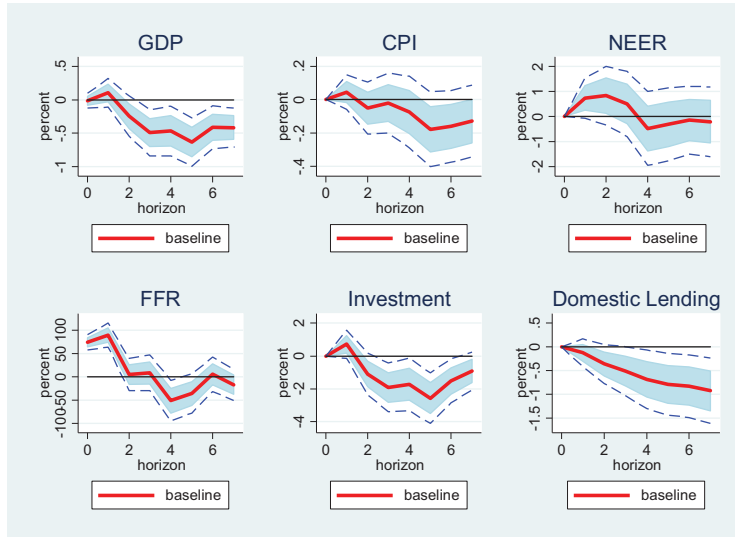 GDP
.5
0
-.5
-1
percent
0 2 4 6
horizon
baseline
CPI
.2
0
-.2
-.4
percent
0 2 4 6
horizon
baseline
NEER
2
1
0
-1
-2
percent
0 2 4 6
horizon
baseline
FFR
100
50
0
-50
-100
percent
0 2 4 6
horizon
baseline
Investment
2
0
-2
-4
percent
0 2 4 6
horizon
baseline
Domestic Lending
.5
0
-.5
-1
-1.5
percent
0 2 4 6
horizon
baseline